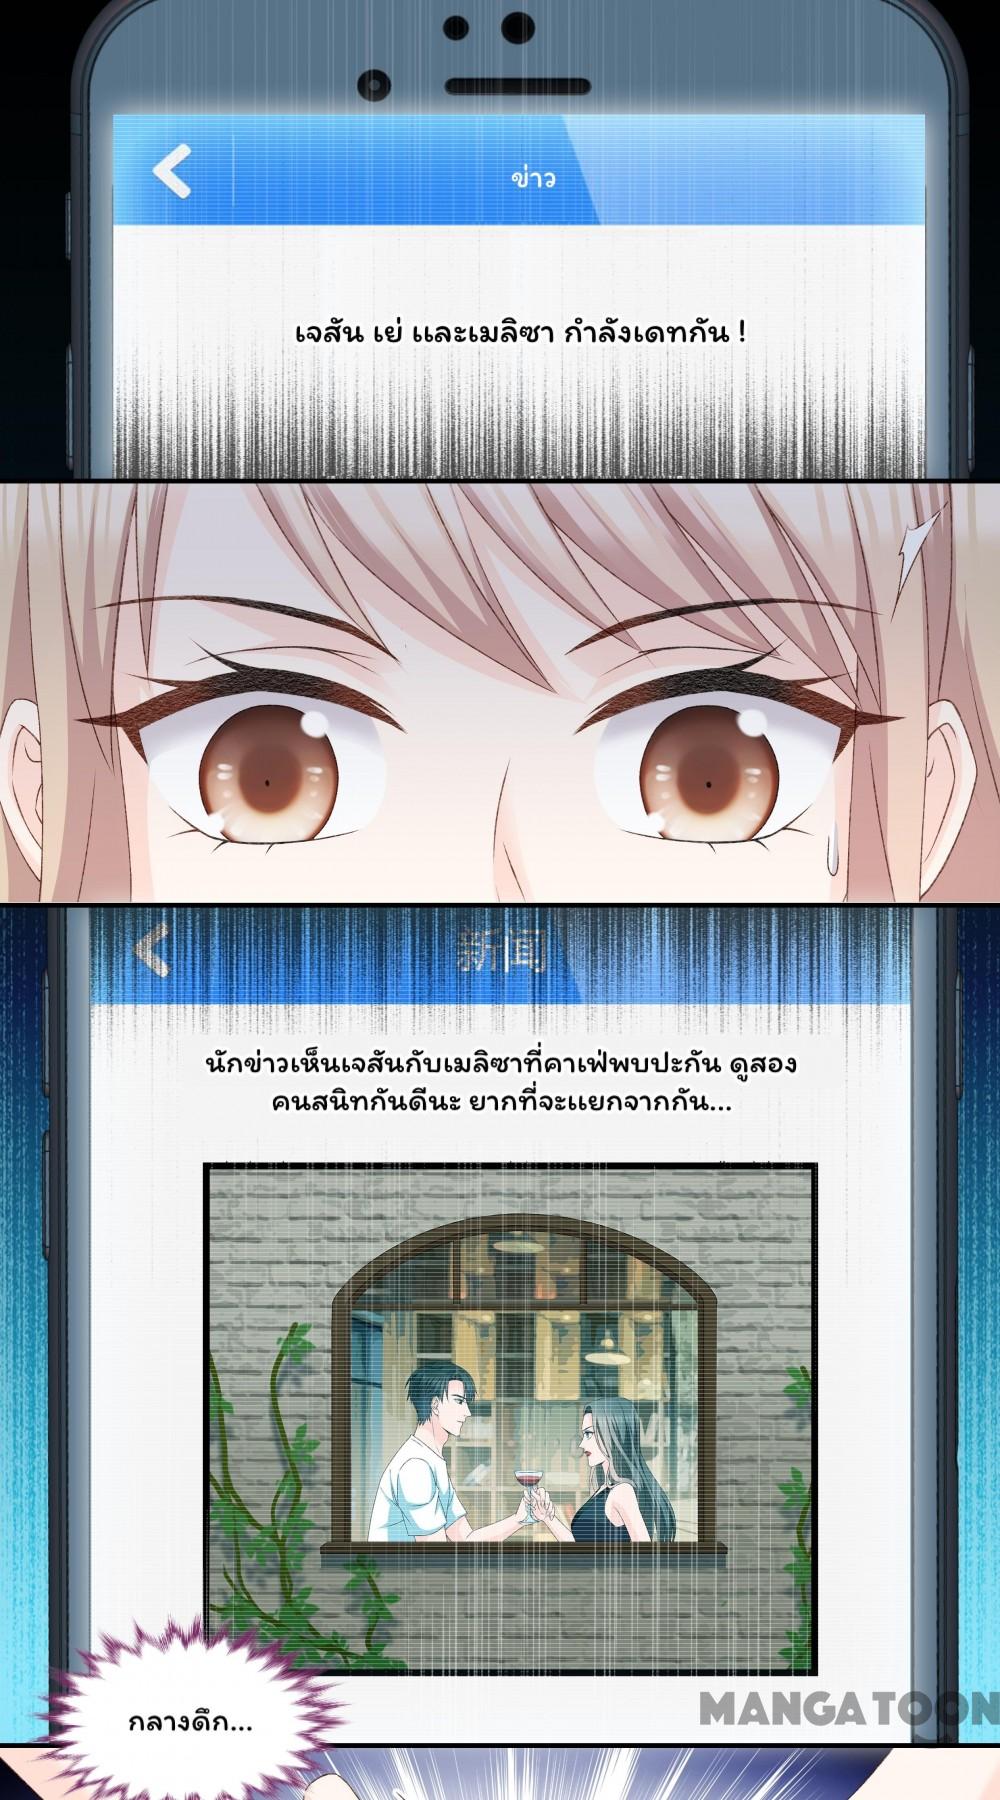 ข่าว
เจสัน เย่ และเมลิซา กำลังเดทกัน !
新闻
นักข่าวเห็นเจสันกับเมลิซาที่คาเฟ่พบปะกัน ดูสอง
คนสนิทกันดีนะ ยากที่จะแยกจากกัน...
กลางดึก...
MANGATOON